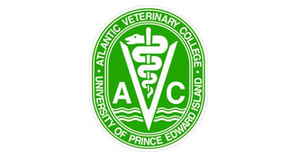 • ATLANTIC VETERINARY COLLEGE •
UNIVERSITY OF PRINCE EDWARD ISLAND
A V C